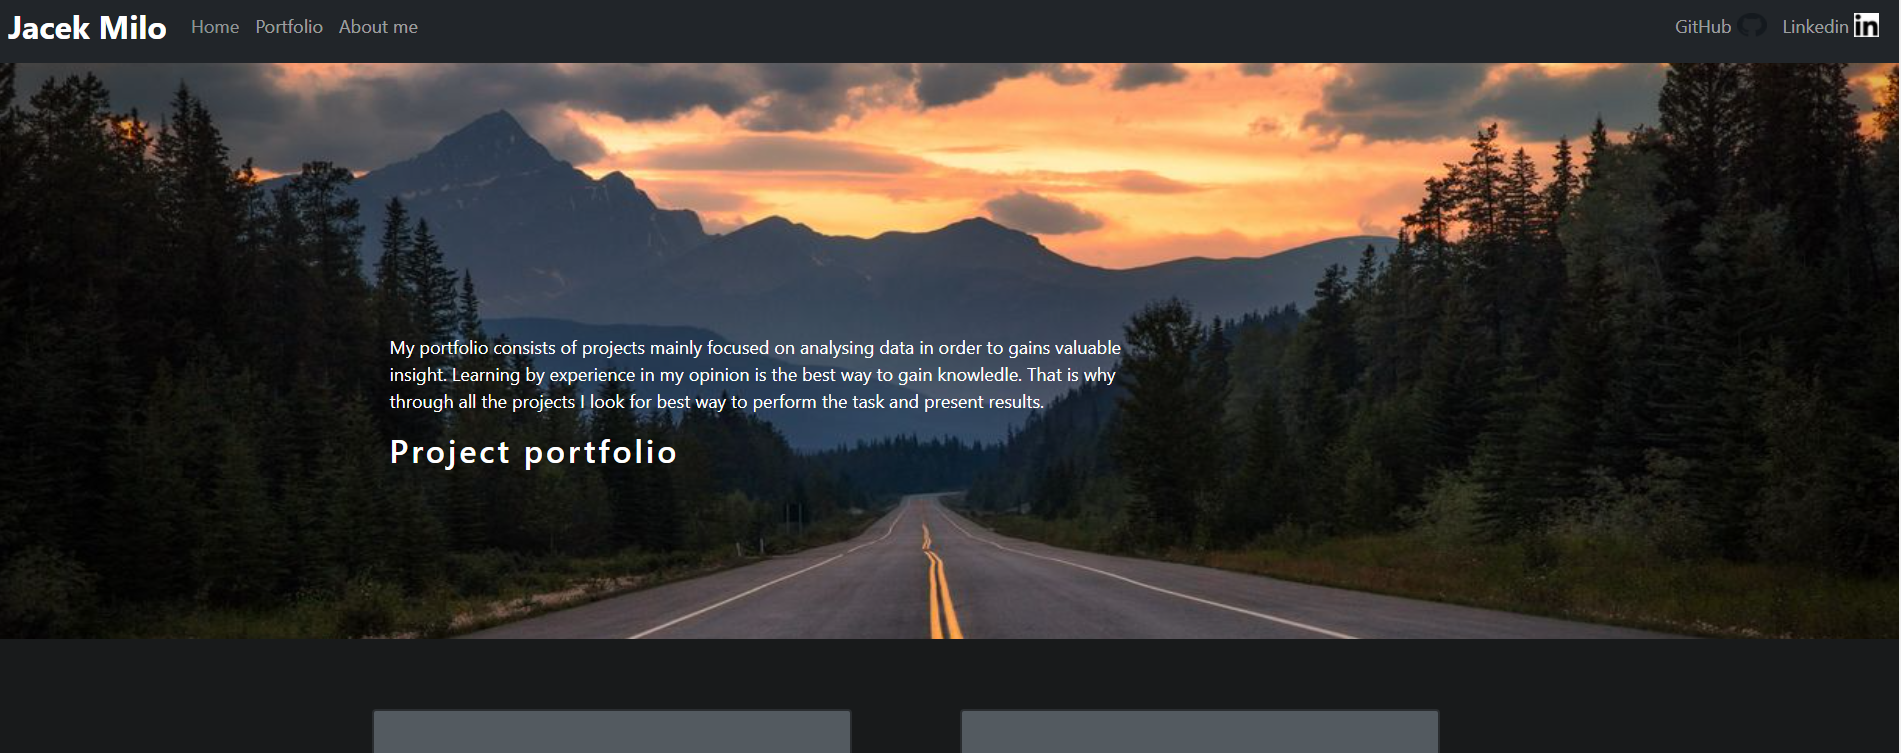 Jacek Milo Home Portfolio About me GitHub Linkedin in
My portfolio consists of projects mainly focused on analysing data in order to gains valuable
insight. Learning by experience in my opinion is the best way to gain knowledle. That is why
through all the projects I look for best way to perform the task and present results.
Project portfolio